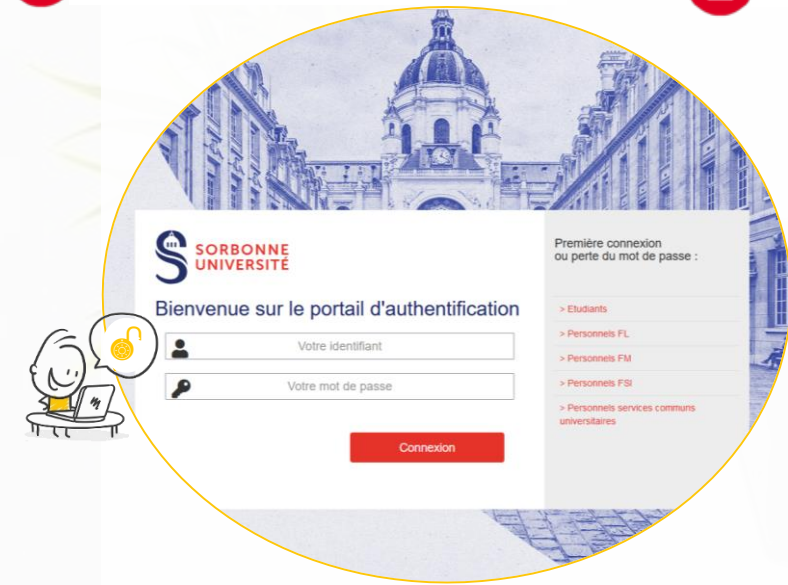 SORBONNE
UNIVERSITÉ
Bienvenue sur le portail d'authentification
Votre identifiant
Votre mot de passe
Connexion
Première connexion
ou perte du mot de passe :
> Etudiants
> Personnels FL
> Personnels FM
> Personnels FSI
> Personnels services communs
universitaires